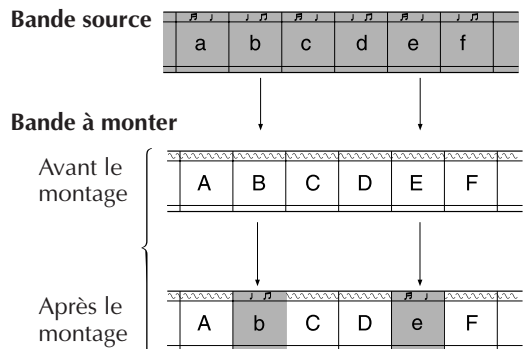 Bande source
a b c d e f
Bande à monter
Avant le
montage
A B C D E F
Après le
montage
A b C D e F